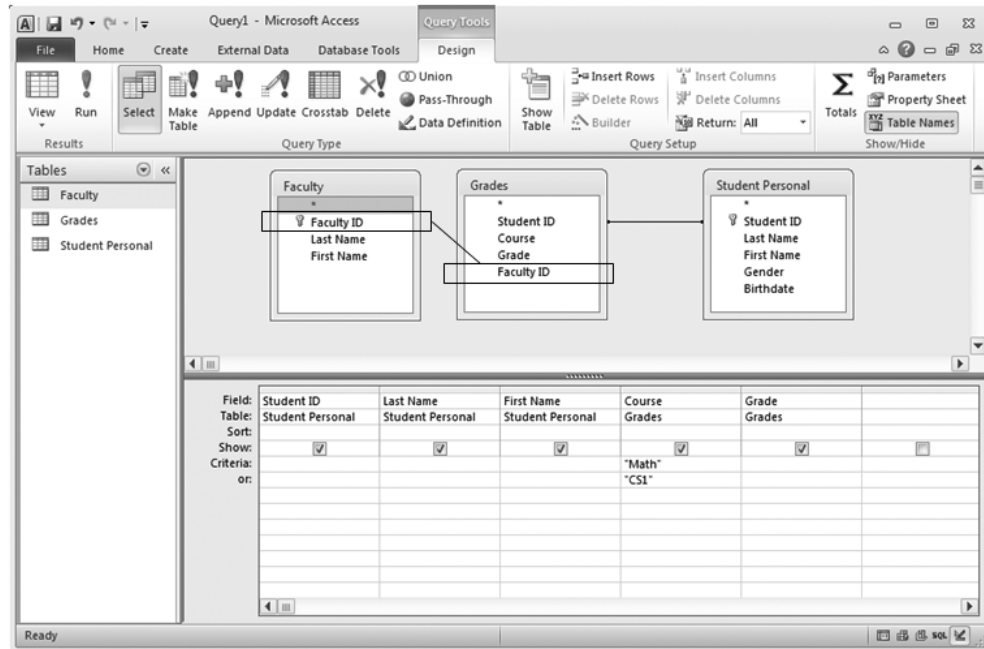 Query1 - Microsoft Access
Query Tools
File Home Create External Data Database Tools Design
View Run Select Make Table Append Update Crosstab Delete
Union
Pass-Through
Data Definition
Show Table
Insert Rows
Delete Rows
Builder
Insert Columns
Delete Columns
Return: All
Totals
Parameters
Property Sheet
Table Names
Results Query Type Query Setup Show/Hide
Tables
Faculty
Grades
Student Personal
Faculty
*
Faculty ID
Last Name
First Name
Grades
*
Student ID
Course
Grade
Faculty ID
Student Personal
*
Student ID
Last Name
First Name
Gender
Birthdate
Field: Student ID Last Name First Name Course Grade
Table: Student Personal Student Personal Student Personal Grades Grades
Sort:
Show:
Criteria: "Math"
or: "CS1"
Ready SQL